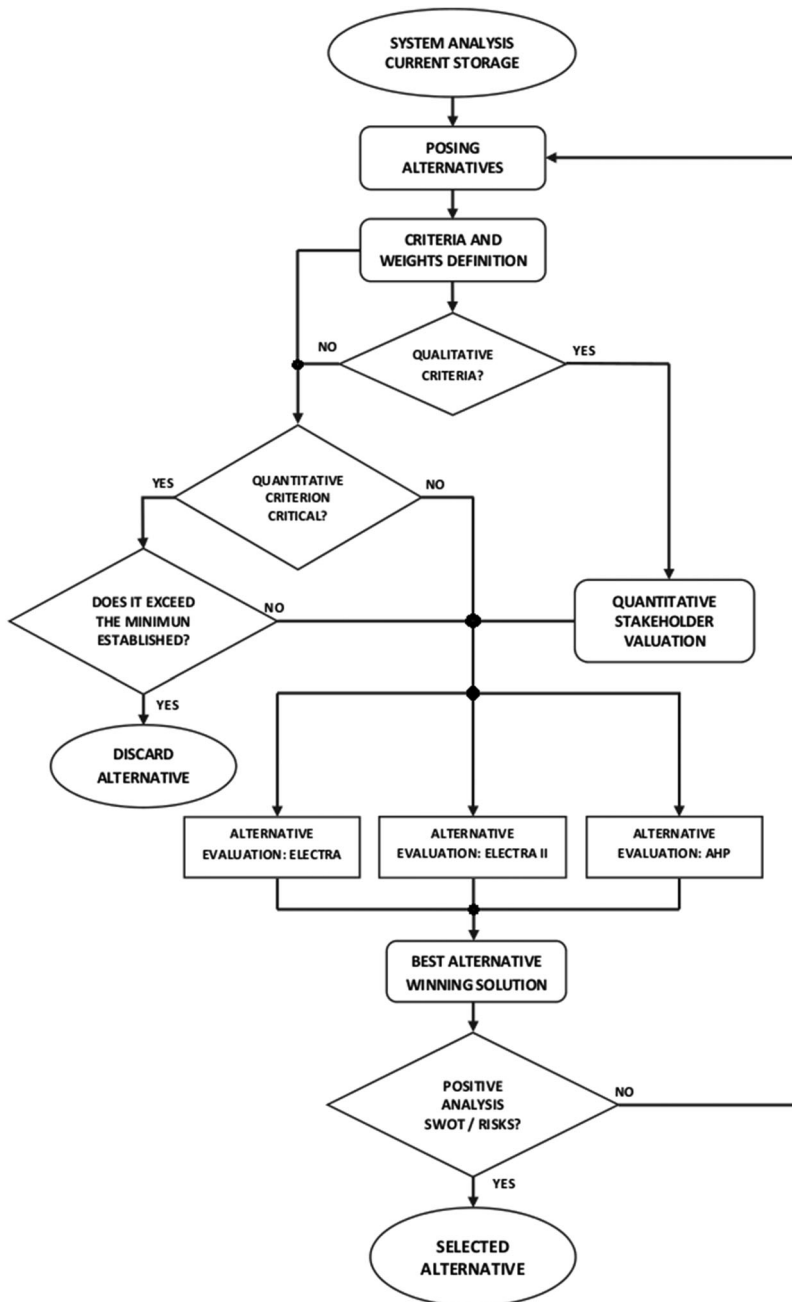 SYSTEM ANALYSIS
CURRENT STORAGE
POSING
ALTERNATIVES
CRITERIA AND
WEIGHTS DEFINITION
NO
QUALITATIVE
CRITERIA?
YES
YES
QUANTITATIVE
CRITERION
CRITICAL?
NO
DOES IT EXCEED
THE MINIMUN
ESTABLISHED?
NO
QUANTITATIVE
STAKEHOLDER
VALUATION
YES
DISCARD
ALTERNATIVE
ALTERNATIVE
EVALUATION: ELECTRA
ALTERNATIVE
EVALUATION: ELECTRA II
ALTERNATIVE
EVALUATION: AHP
BEST ALTERNATIVE
WINNING SOLUTION
POSITIVE
ANALYSIS
SWOT / RISKS?
NO
YES
SELECTED
ALTERNATIVE